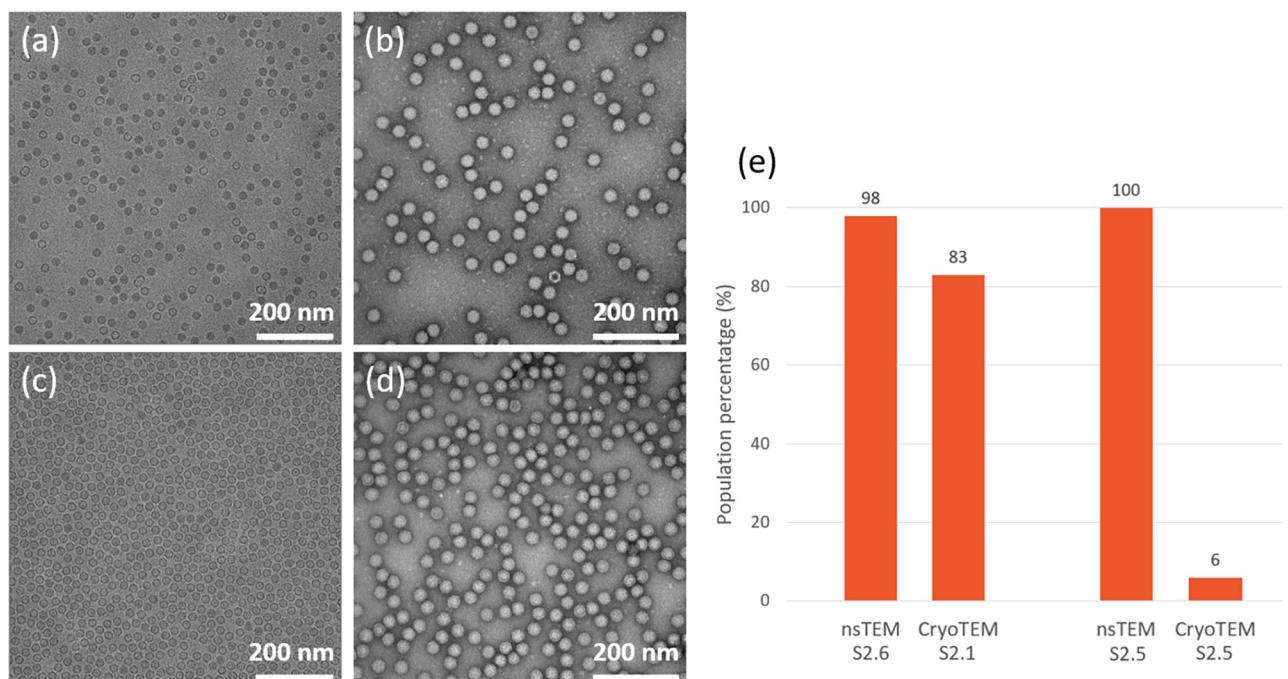 (a)
200 nm
(b)
200 nm
(c)
200 nm
(d)
200 nm
(e)
Population percentatge (%)
100
80
60
40
20
0
98
83
100
6
nsTEM
S2.6
CryoTEM
S2.1
nsTEM
S2.5
CryoTEM
S2.5